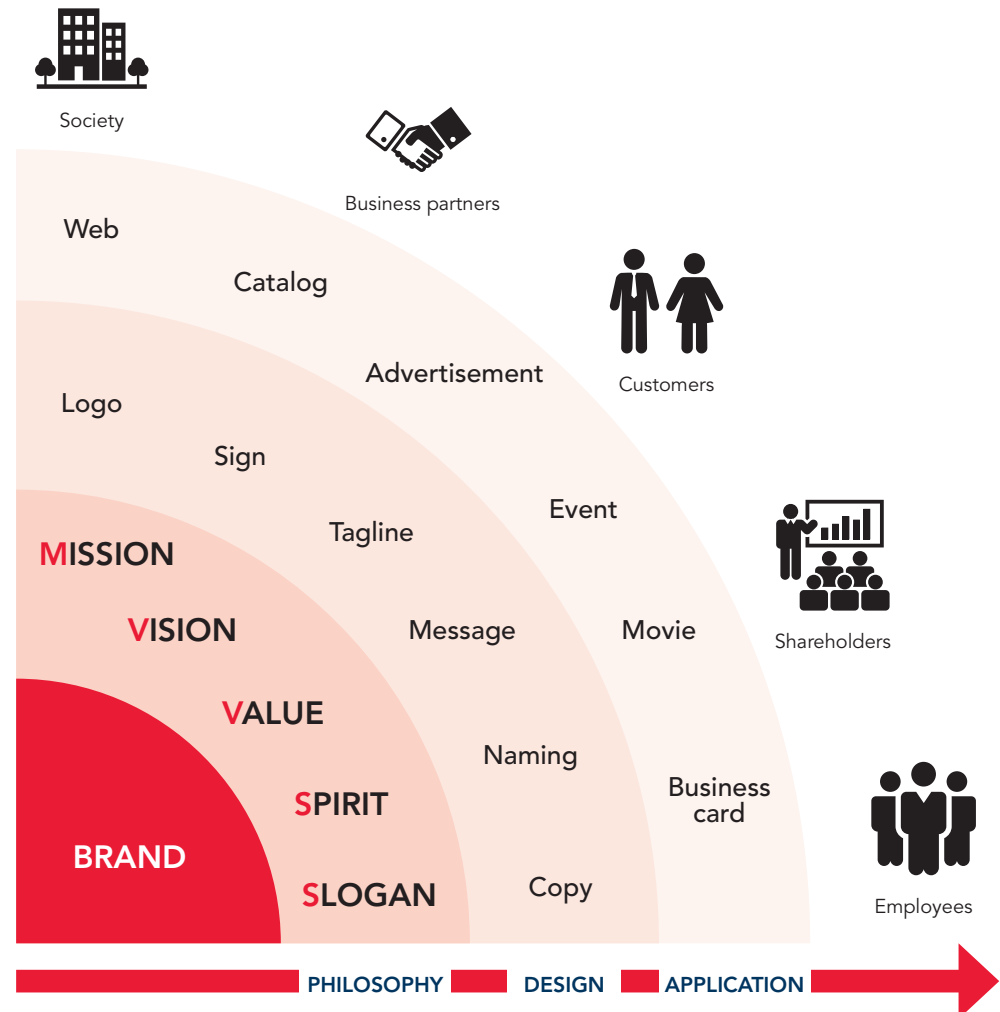 Society
Business partners
Web
Catalog
Advertisement
Customers
Logo
Sign
Event
Tagline
MISSION
VISION
Message
Movie
Shareholders
VALUE
Naming
Business
card
SPIRIT
BRAND
SLOGAN
Copy
Employees
PHILOSOPHY
DESIGN
APPLICATION